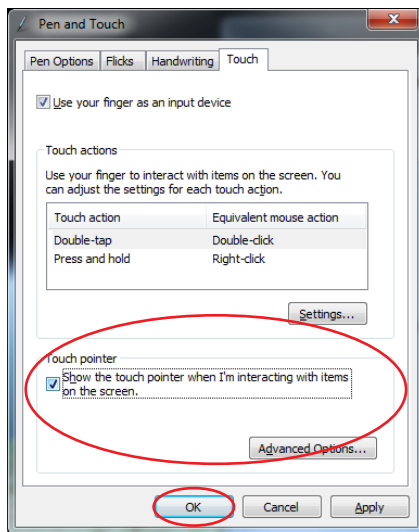 Pen and Touch
Pen Options Flicks Handwriting Touch
Use your finger as an input device
Touch actions
Use your finger to interact with items on the screen. You
can adjust the settings for each touch action.
Touch action Equivalent mouse action
Double-tap Double-click
Press and hold Right-click
Settings...
Touch pointer
Show the touch pointer when I'm interacting with items
on the screen.
Advanced Options...
OK Cancel Apply